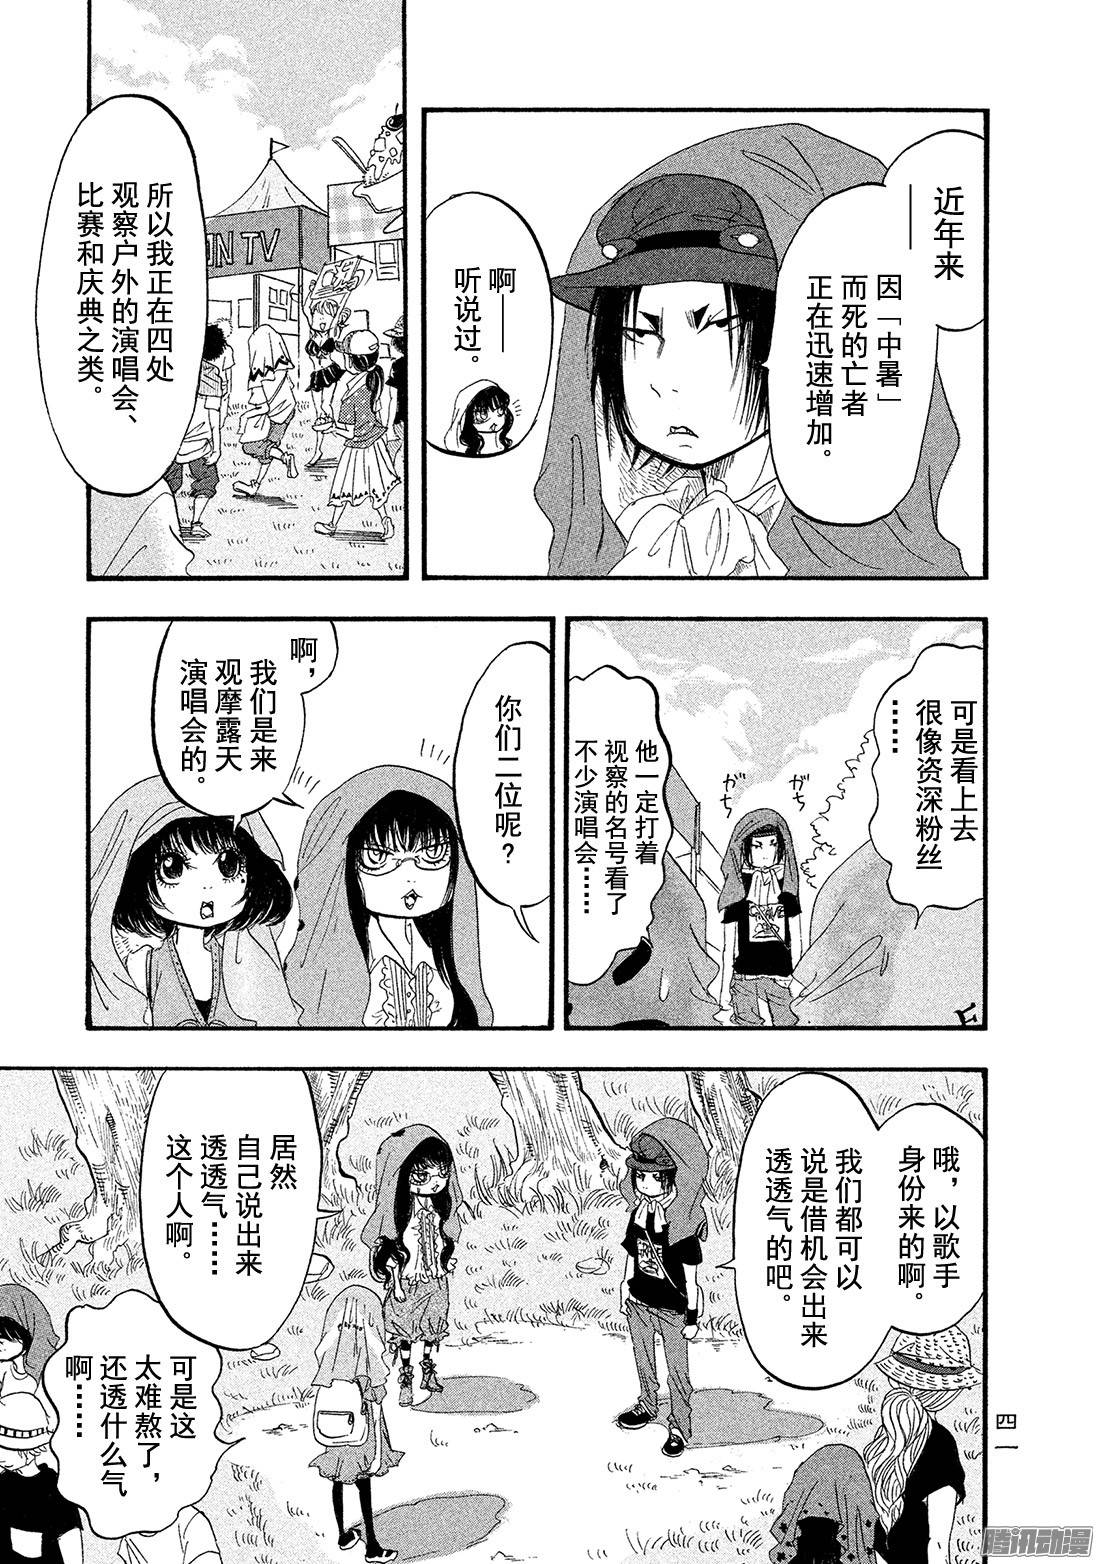 近年来
——
因「中暑」
而死的亡者
正在迅速增加。
啊——
听说过。
所以我正在四处
观察户外的演唱会、
比赛和庆典之类。
UN TV
可是看上去
很像资深粉丝
……
がち
がち
他一定打着
视察的名号看了
不少演唱会……
你们二位呢？
啊，
我们是来
观摩露天
演唱会的。
哦，以歌手
身份来的啊。
我们都可以
说是借机会出来
透透气的吧。
居然
自己说出来
透透气……
这个人啊。
可是这
太难熬了，
还透什么气
啊……
四一
腾讯动漫